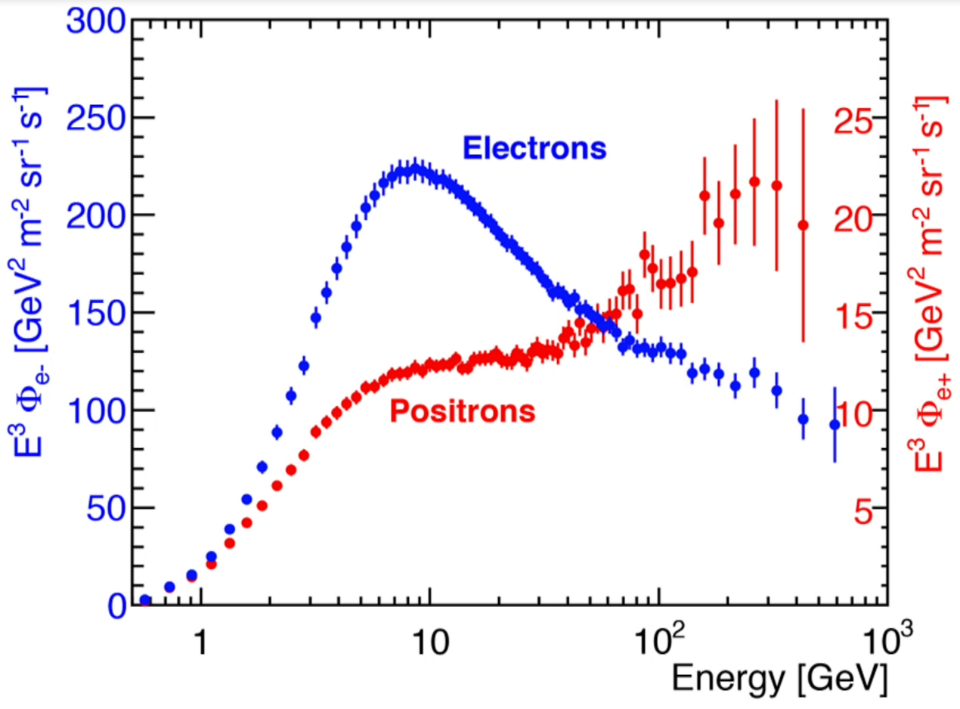 300
250
200
150
100
50
0
E³ Φe- [GeV² m⁻² sr⁻¹ s⁻¹]
Electrons
Positrons
25
20
15
10
5
E³ Φe+ [GeV² m⁻² sr⁻¹ s⁻¹]
1 10 10² 10³
Energy [GeV]